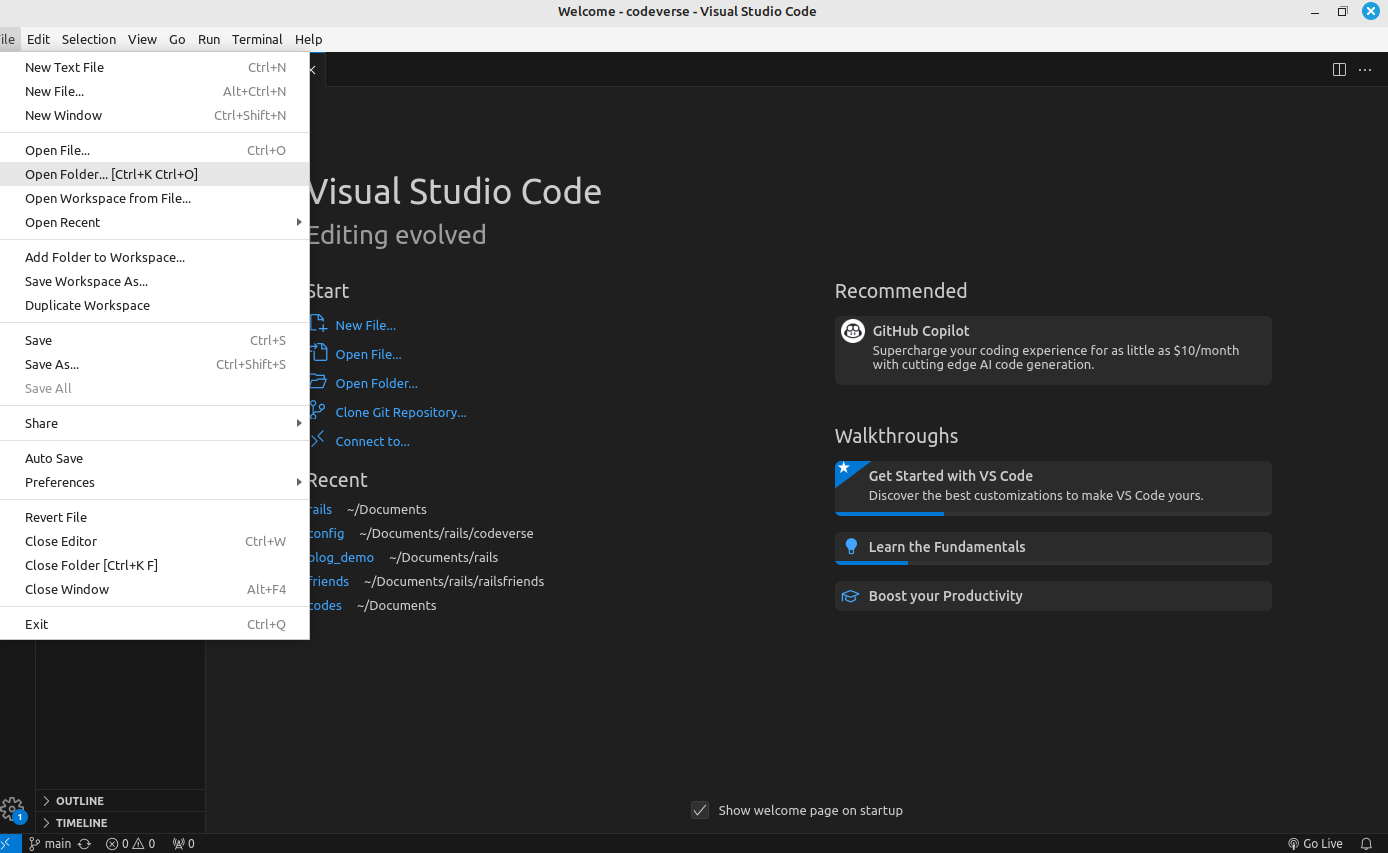 Welcome - codeverse - Visual Studio Code
ile Edit Selection View Go Run Terminal Help
New Text File Ctrl+N
New File... Alt+Ctrl+N
New Window Ctrl+Shift+N
Open File... Ctrl+O
Open Folder... [Ctrl+K Ctrl+O]
Open Workspace from File...
Open Recent
Add Folder to Workspace...
Save Workspace As...
Duplicate Workspace
Save Ctrl+S
Save As... Ctrl+Shift+S
Save All
Share
Auto Save
Preferences
Revert File
Close Editor Ctrl+W
Close Folder [Ctrl+K F]
Close Window Alt+F4
Exit Ctrl+Q
Visual Studio Code
Editing evolved
Start
New File...
Open File...
Open Folder...
Clone Git Repository...
Connect to...
Recent
rails ~/Documents
config ~/Documents/rails/codeverse
blog_demo ~/Documents/rails
friends ~/Documents/rails/railsfriends
codes ~/Documents
Recommended
GitHub Copilot
Supercharge your coding experience for as little as $10/month
with cutting edge AI code generation.
Walkthroughs
Get Started with VS Code
Discover the best customizations to make VS Code yours.
Learn the Fundamentals
Boost your Productivity
Show welcome page on startup
OUTLINE
1
TIMELINE
main 0 0 0 Go Live